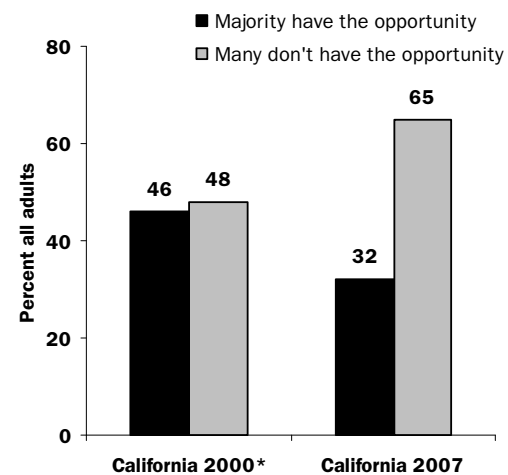 Majority have the opportunity
Many don't have the opportunity
Percent all adults
80
60
40
20
0
46
48
32
65
California 2000*
California 2007